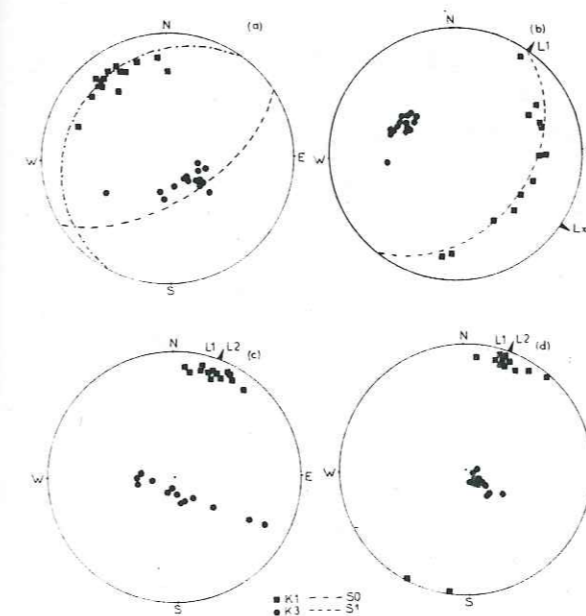 N (a)
W E
S
N (b)
L1
W
Lx
N L1 L2 (c)
W E
S
N L1 L2 (d)
W
S
K1 S0
K3 S1